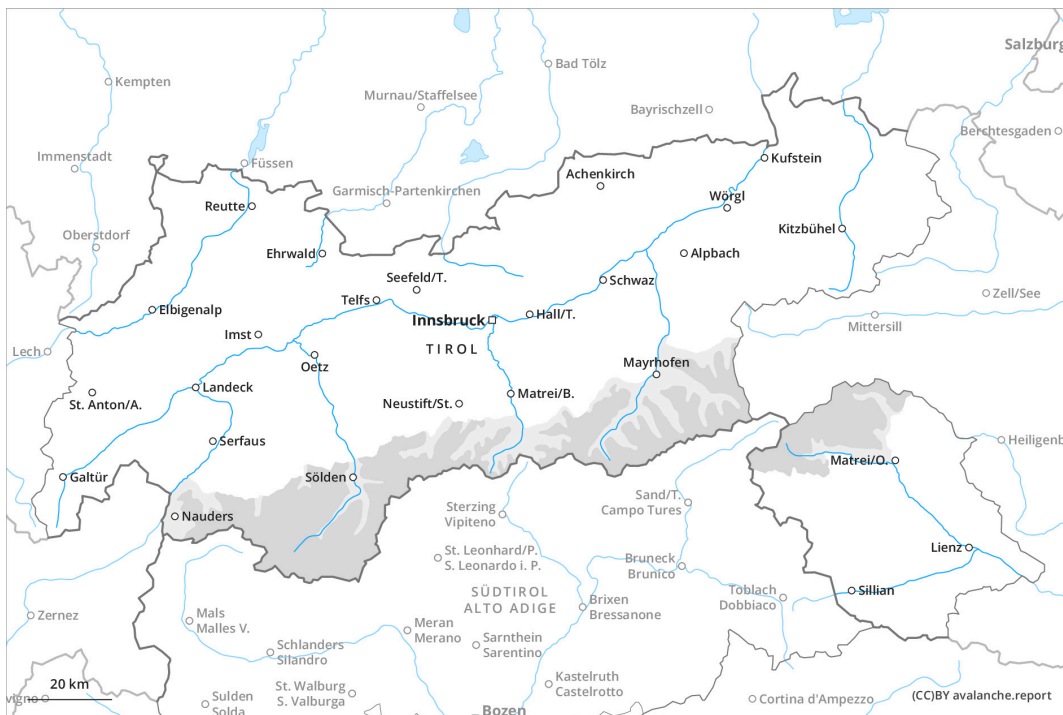 Salzburg
Kempten
Bad Tölz
Murnau/Staffelsee
Bayrischzell
Berchtesgaden
Immenstadt
Füssen
Kufstein
Achenkirch
Garmisch-Partenkirchen
Reutte
Wörgl
Oberstdorf
Kitzbühel
Ehrwald
Alpbach
Seefeld/T.
Schwaz
Zell/See
Telfs
Elbigenalp
Innsbruck
Hall/T.
Mittersill
Imst
TIROL
Lech
Oetz
Mayrhofen
Landeck
St. Anton/A.
Neustift/St.
Matrei/B.
Serfaus
Heiligenb
Matrei/O.
Galtür
Sölden
Sand/T.
Campo Tures
Sterzing
Vipiteno
Nauders
Lienz
St. Leonhard/P.
S. Leonardo i. P.
Bruneck
Brunico
SÜDTIROL
ALTO ADIGE
Toblach
Dobbiaco
Sillian
Brixen
Bressanone
Zernez
Mals
Malles V.
Meran
Merano
Sarnthein
Sarentino
Schlanders
Silandro
Kastelruth
Castelrotto
20 km
St. Walburg
S. Valburga
vigno
Sulden
Solda
Cortina d'Ampezzo
(CC)BY avalanche.report
Bozen